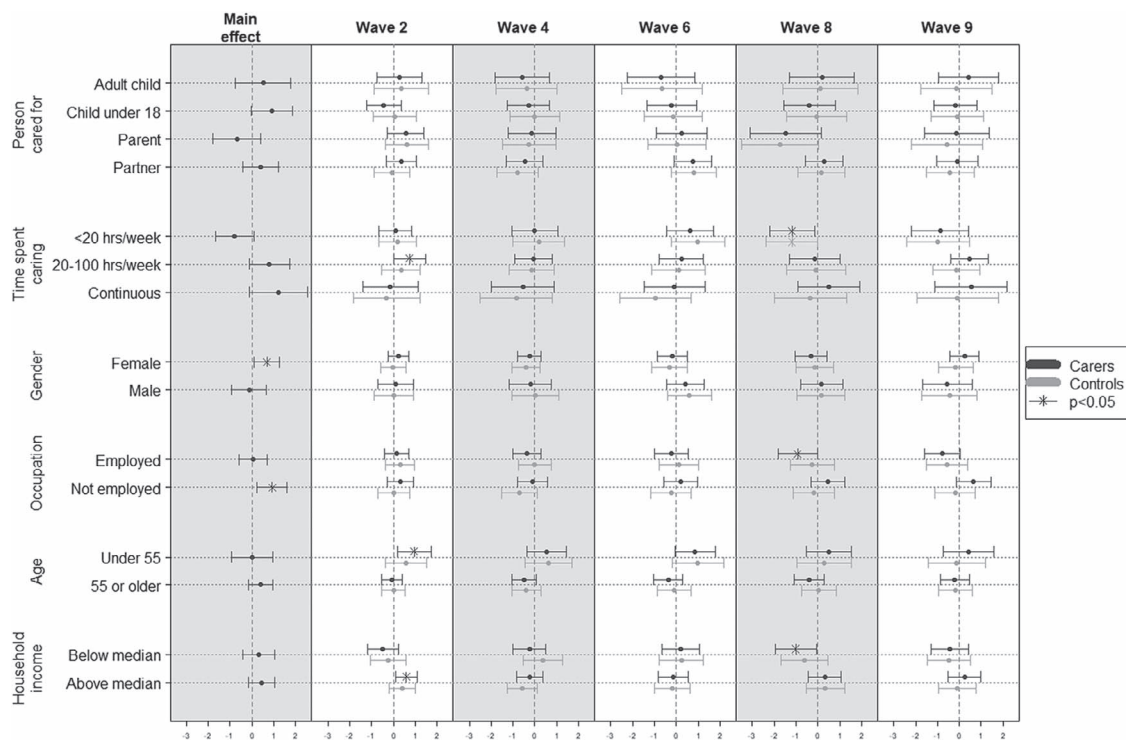 Main effect
Wave 2
Wave 4
Wave 6
Wave 8
Wave 9
Person cared for
Adult child
Child under 18
Parent
Partner
Time spent caring
<20 hrs/week
20-100 hrs/week
Continuous
Gender
Female
Male
Occupation
Employed
Not employed
Age
Under 55
55 or older
Household income
Below median
Above median
Carers
Controls
p<0.05
-3 -2 -1 0 1 2 -3 -2 -1 0 1 2 -3 -2 -1 0 1 2 -3 -2 -1 0 1 2 -3 -2 -1 0 1 2 -3 -2 -1 0 1 2